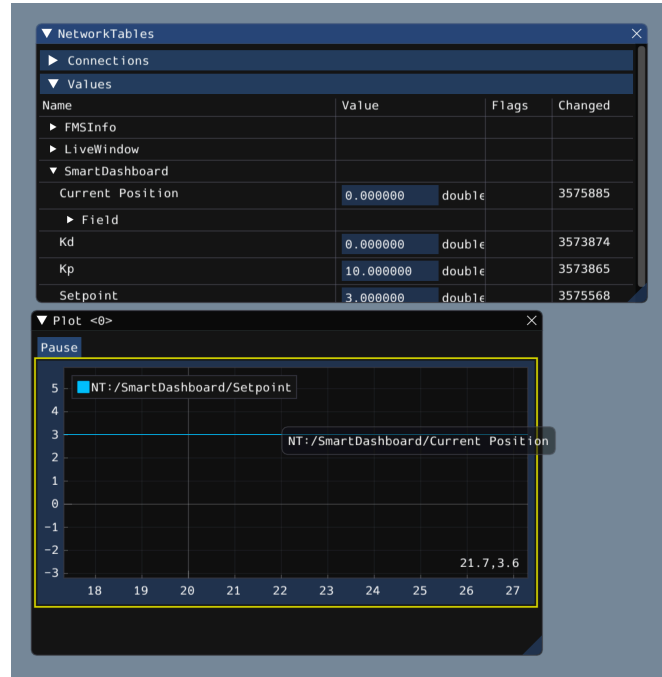 NetworkTables
Connections
Values
Name Value Flags Changed
FMSInfo
LiveWindow
SmartDashboard
Current Position 0.000000 double 3575885
Field
Kd 0.000000 double 3573874
Kp 10.000000 double 3573865
Setpoint 3.000000 double 3575568
Plot <0>
Pause
5
NT:/SmartDashboard/Setpoint
4
3
NT:/SmartDashboard/Current Position
2
1
0
-1
-2
21.7,3.6
-3
18 19 20 21 22 23 24 25 26 27